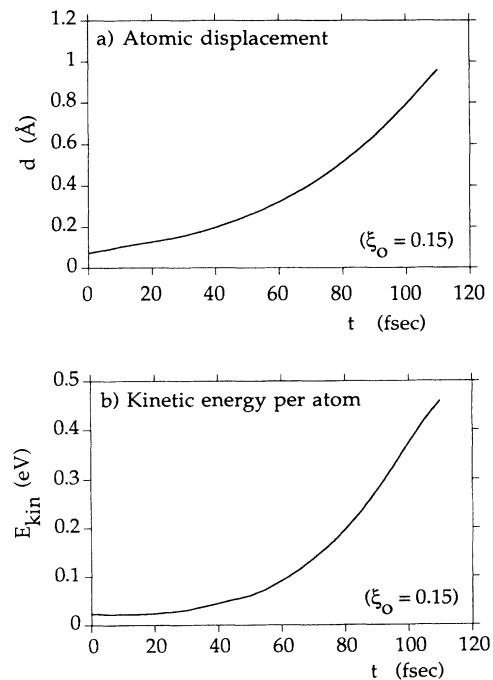 1.2
a) Atomic displacement
1
0.8
d (Å)
0.6
0.4
0.2
(ξo = 0.15)
0
0 20 40 60 80 100 120
t (fsec)
0.5
b) Kinetic energy per atom
0.4
0.3
Ekin (eV)
0.2
0.1
(ξo = 0.15)
0
0 20 40 60 80 100 120
t (fsec)